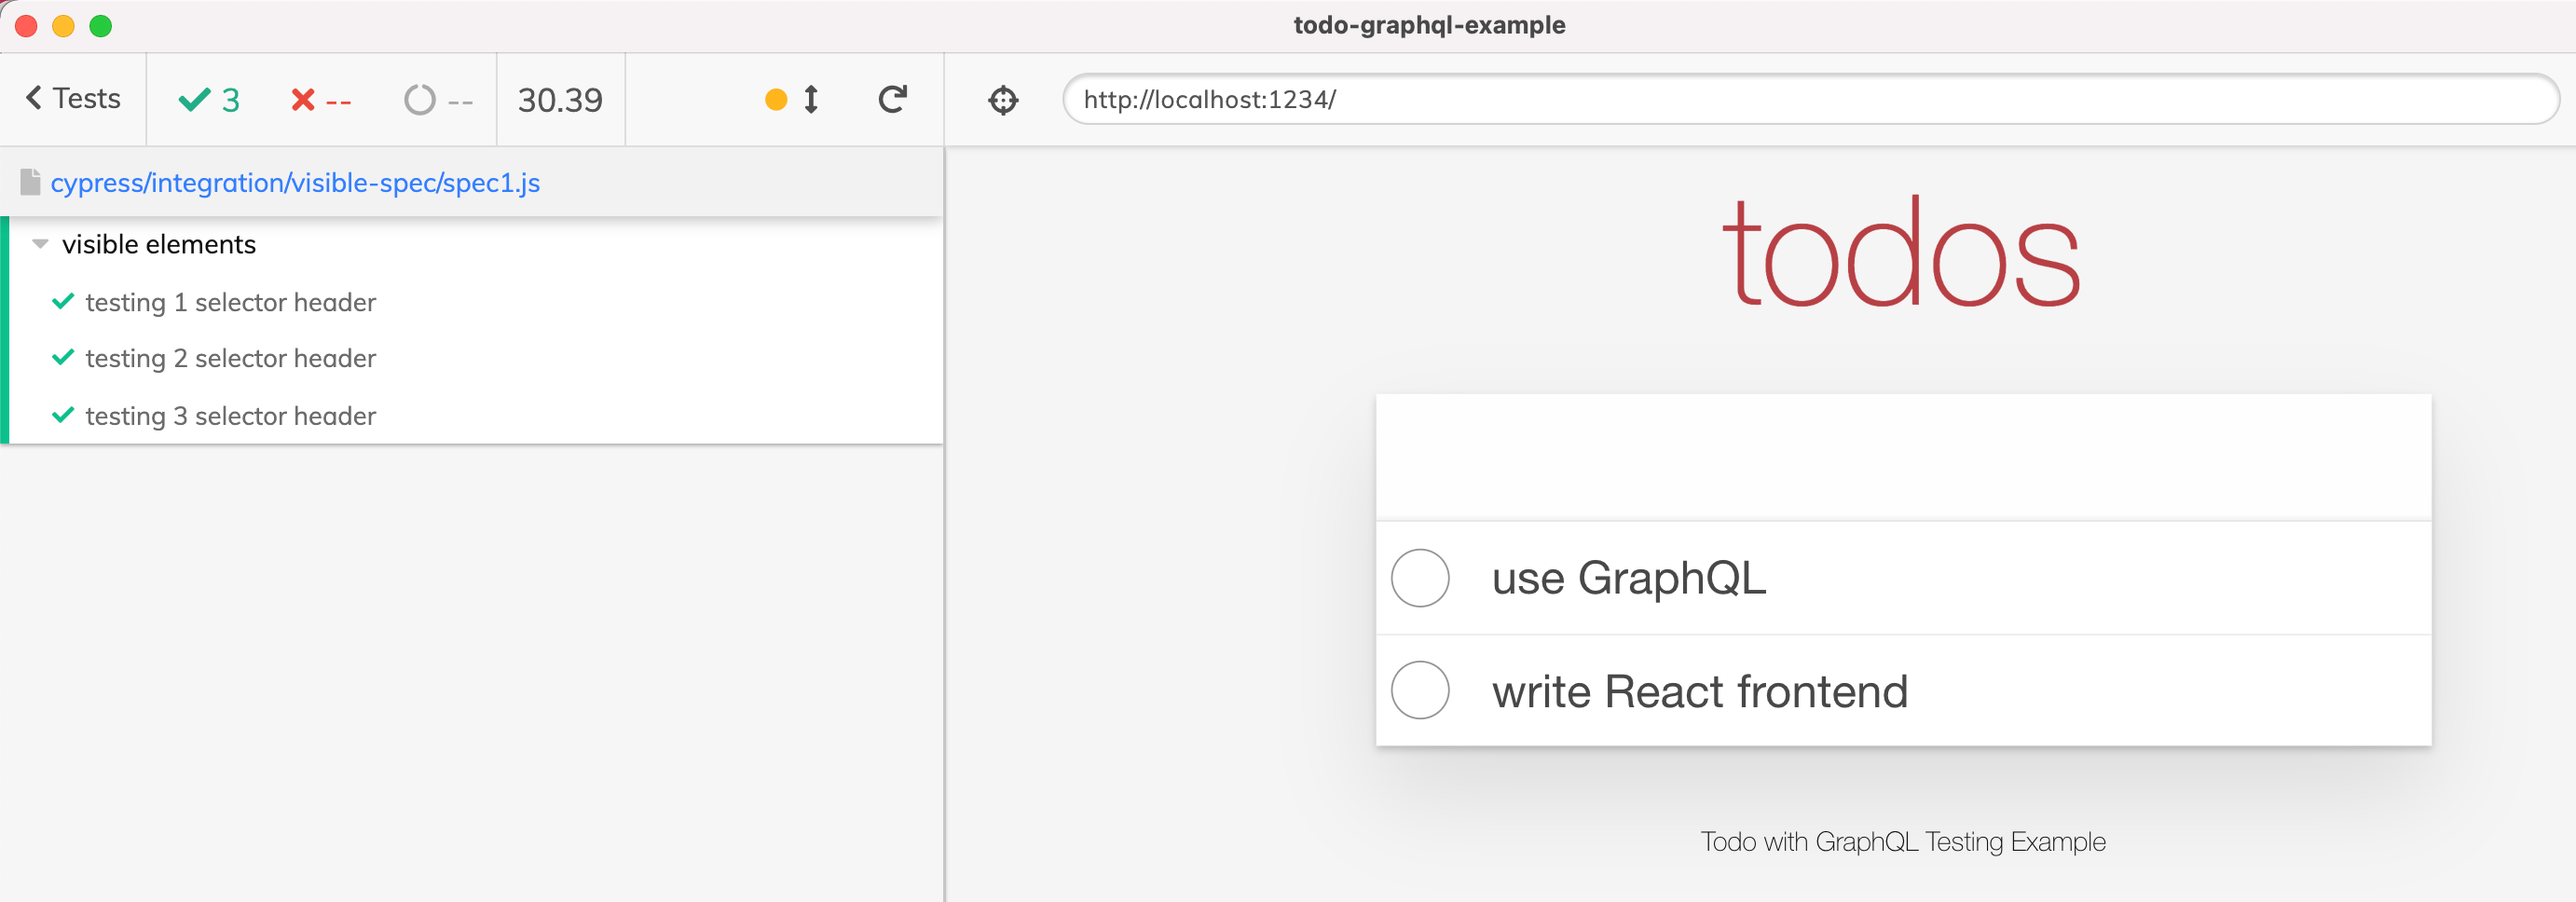 todo-graphql-example
Tests 3 -- -- 30.39
http://localhost:1234/
cypress/integration/visible-spec/spec1.js
visible elements
testing 1 selector header
testing 2 selector header
testing 3 selector header
todos
use GraphQL
write React frontend
Todo with GraphQL Testing Example